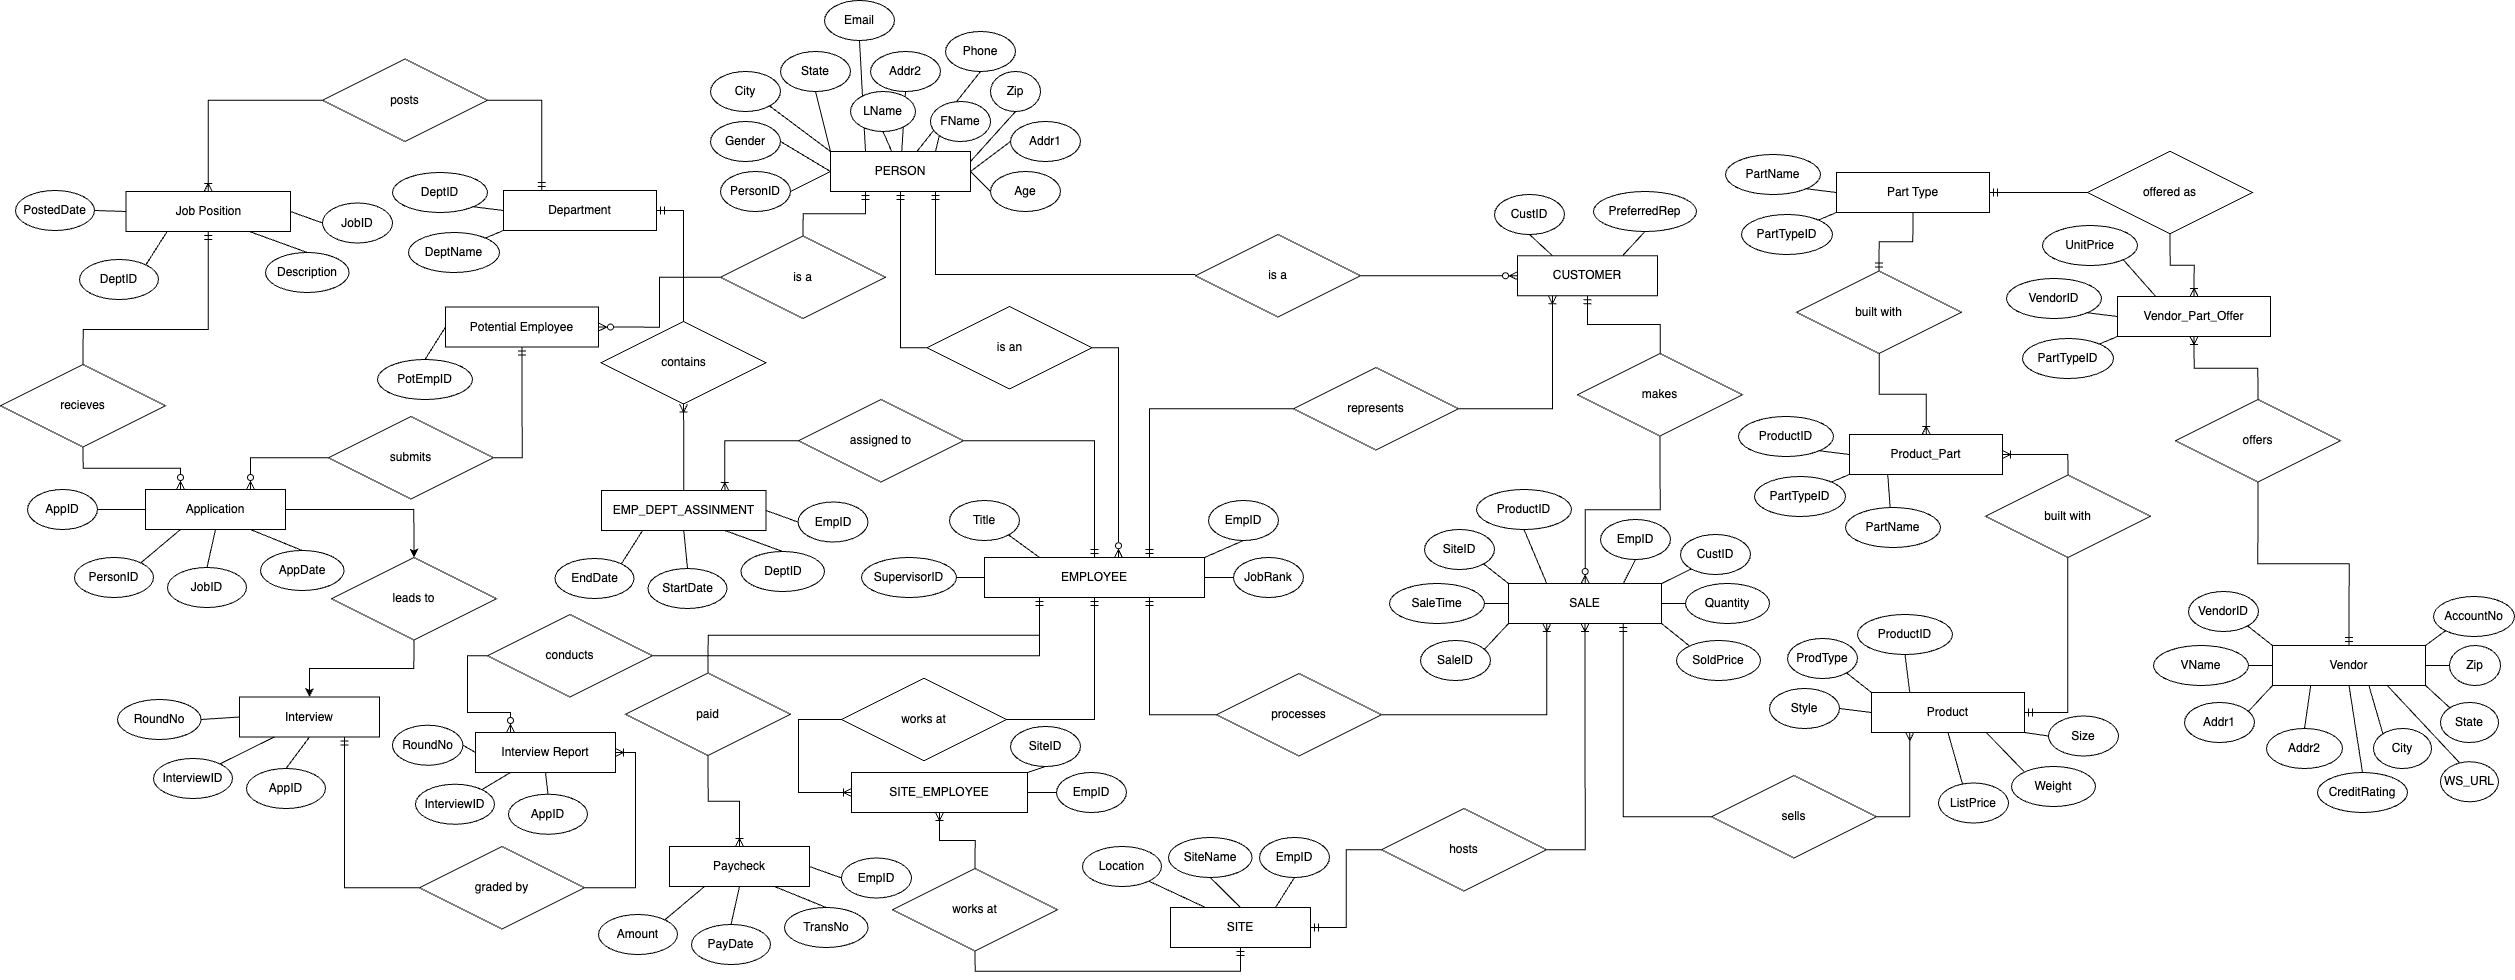 Email
Phone
State
Addr2
City
Zip
posts
LName
FName
Gender
Addr1
PERSON
PartName
Part Type
offered as
DeptID
PersonID
Age
PostedDate
Job Position
JobID
Department
CustID
PreferredRep
PartTypeID
UnitPrice
DeptName
DeptID
Description
is a
is a
CUSTOMER
VendorID
built with
Vendor_Part_Offer
Potential Employee
is an
PartTypeID
contains
PotEmpID
makes
recieves
represents
assigned to
ProductID
offers
submits
Product_Part
PartTypeID
AppID
Application
EMP_DEPT_ASSINMENT
EmpID
Title
EmpID
ProductID
PartName
built with
SiteID
EmpID
CustID
PersonID
JobID
AppDate
EndDate
StartDate
DeptID
SupervisorID
EMPLOYEE
JobRank
leads to
SaleTime
SALE
Quantity
VendorID
AccountNo
ProductID
conducts
SaleID
SoldPrice
ProdType
VName
Vendor
Zip
RoundNo
Interview
paid
works at
processes
Style
Product
Addr1
State
RoundNo
Interview Report
SiteID
Size
Addr2
City
InterviewID
AppID
SITE_EMPLOYEE
EmpID
Weight
CreditRating
WS_URL
InterviewID
AppID
ListPrice
sells
graded by
Paycheck
EmpID
Location
SiteName
EmpID
hosts
Amount
PayDate
TransNo
works at
SITE